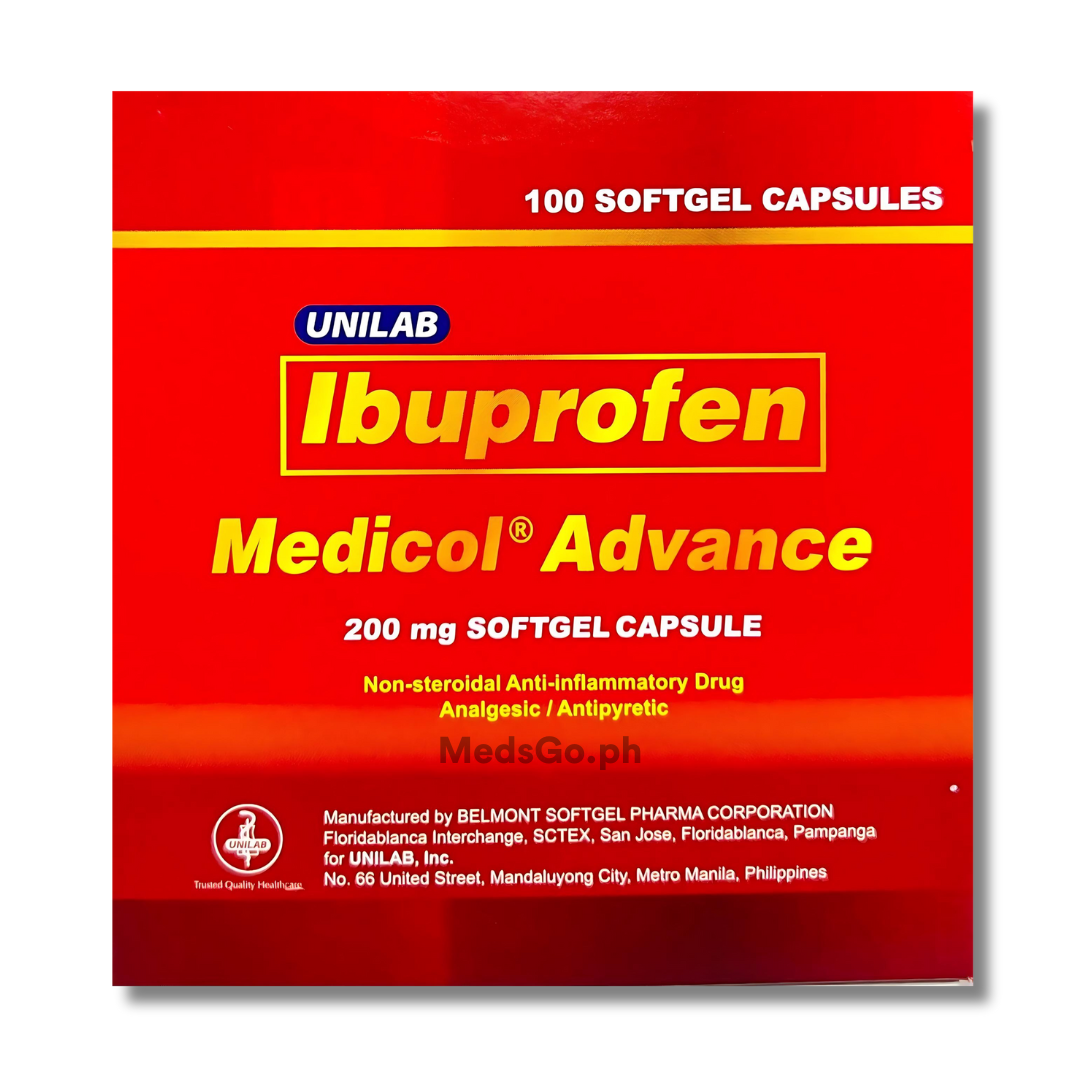 100 SOFTGEL CAPSULES
UNILAB
Ibuprofen
Medicol® Advance
200 mg SOFTGEL CAPSULE
Non-steroidal Anti-inflammatory Drug
Analgesic / Antipyretic
MedsGo.ph
UNILAB
Trusted Quality Healthcare
Manufactured by BELMONT SOFTGEL PHARMA CORPORATION
Floridablanca Interchange, SCTEX, San Jose, Floridablanca, Pampanga
for UNILAB, Inc.
No. 66 United Street, Mandaluyong City, Metro Manila, Philippines